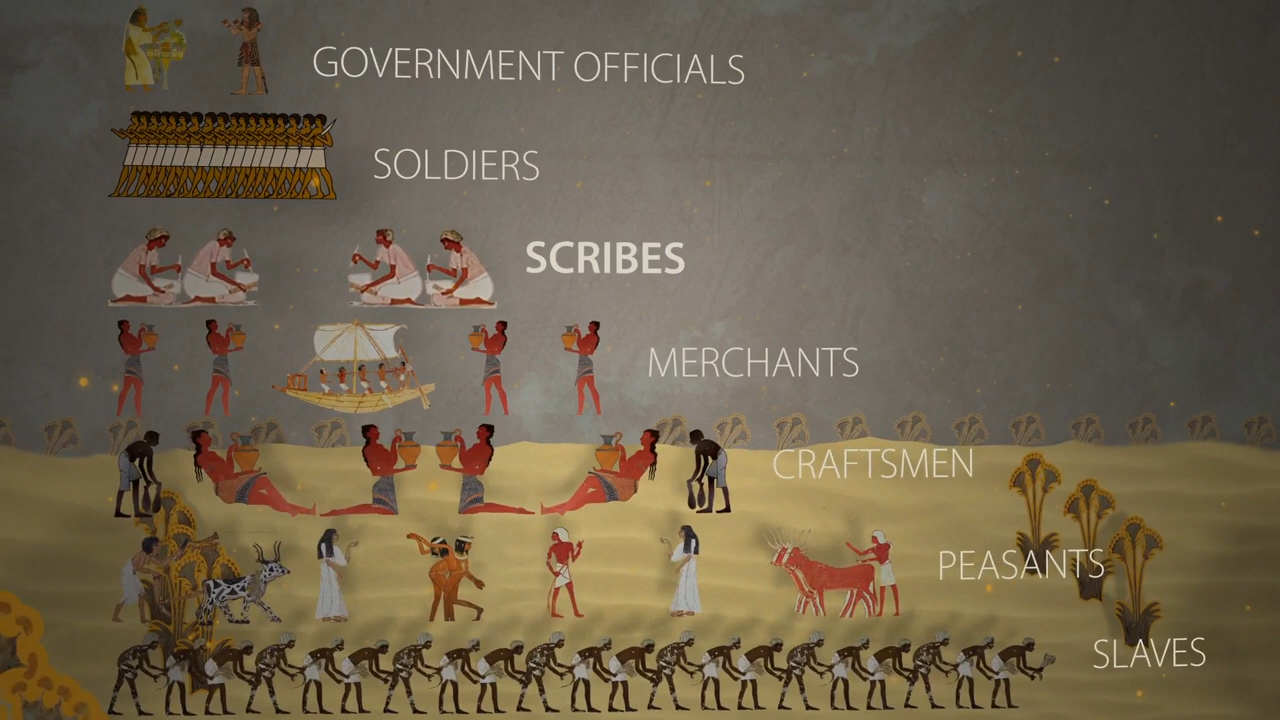 GOVERNMENT OFFICIALS
SOLDIERS
SCRIBES
MERCHANTS
CRAFTSMEN
PEASANTS
SLAVES